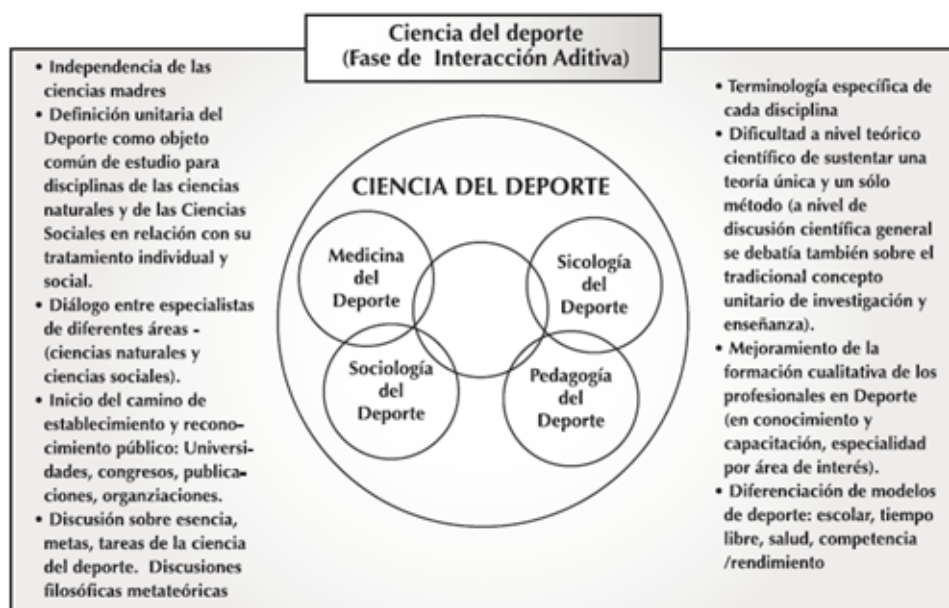 Ciencia del deporte
(Fase de Interacción Aditiva)
• Independencia de las
ciencias madres
• Definición unitaria del
Deporte como objeto
común de estudio para
disciplinas de las ciencias
naturales y de las Ciencias
Sociales en relación con su
tratamiento individual y
social.
• Diálogo entre especialistas
de diferentes áreas -
(ciencias naturales y
ciencias sociales).
• Inicio del camino de
establecimiento y recono-
cimiento público: Universi-
dades, congresos, publica-
ciones, organziaciones.
• Discusión sobre esencia,
metas, tareas de la ciencia
del deporte. Discusiones
filosóficas metateóricas
CIENCIA DEL DEPORTE
Medicina
del
Deporte
Sicología
del
Deporte
Sociología
del
Deporte
Pedagogía
del
Deporte
• Terminología específica de
cada disciplina
• Dificultad a nivel teórico
científico de sustentar una
teoría única y un sólo
método (a nivel de
discusión científica general
se debatía también sobre el
tradicional concepto
unitario de investigación y
enseñanza).
• Mejoramiento de la
formación cualitativa de los
profesionales en Deporte
(en conocimiento y
capacitación, especialidad
por área de interés).
• Diferenciación de modelos
de deporte: escolar, tiempo
libre, salud, competencia
/rendimiento